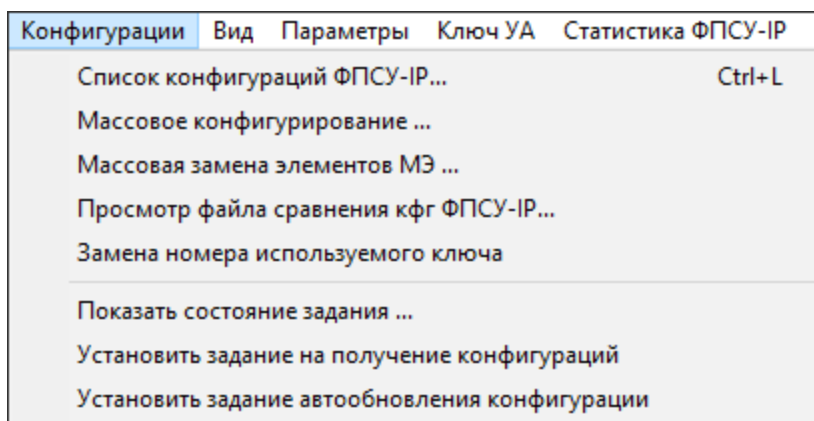 Конфигурации Вид Параметры Ключ УА Статистика ФПСУ-IP
Список конфигураций ФПСУ-IP... Ctrl+L
Массовое конфигурирование ...
Массовая замена элементов МЭ ...
Просмотр файла сравнения кфг ФПСУ-IP...
Замена номера используемого ключа
Показать состояние задания ...
Установить задание на получение конфигураций
Установить задание автообновления конфигурации